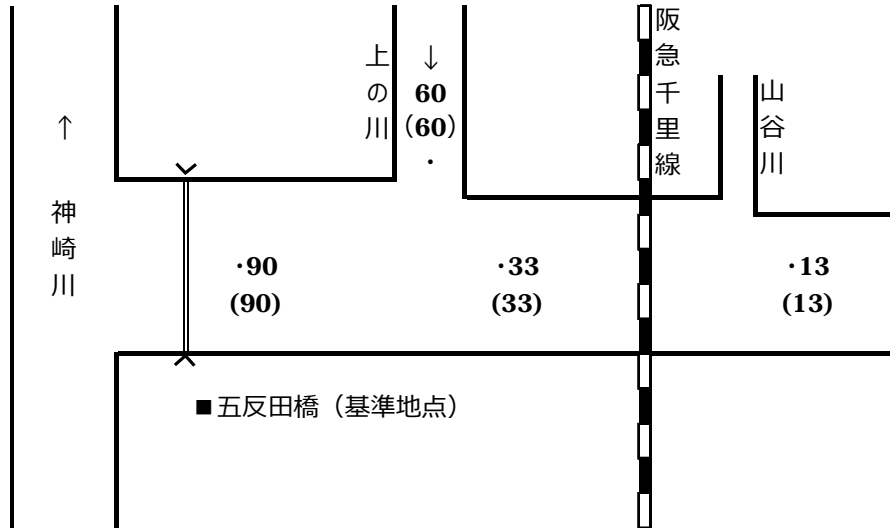 阪急千里線
上の川
↓
60
(60)
・
山谷川
↑
神崎川
・90
(90)
・33
(33)
・13
(13)
■五反田橋（基準地点）